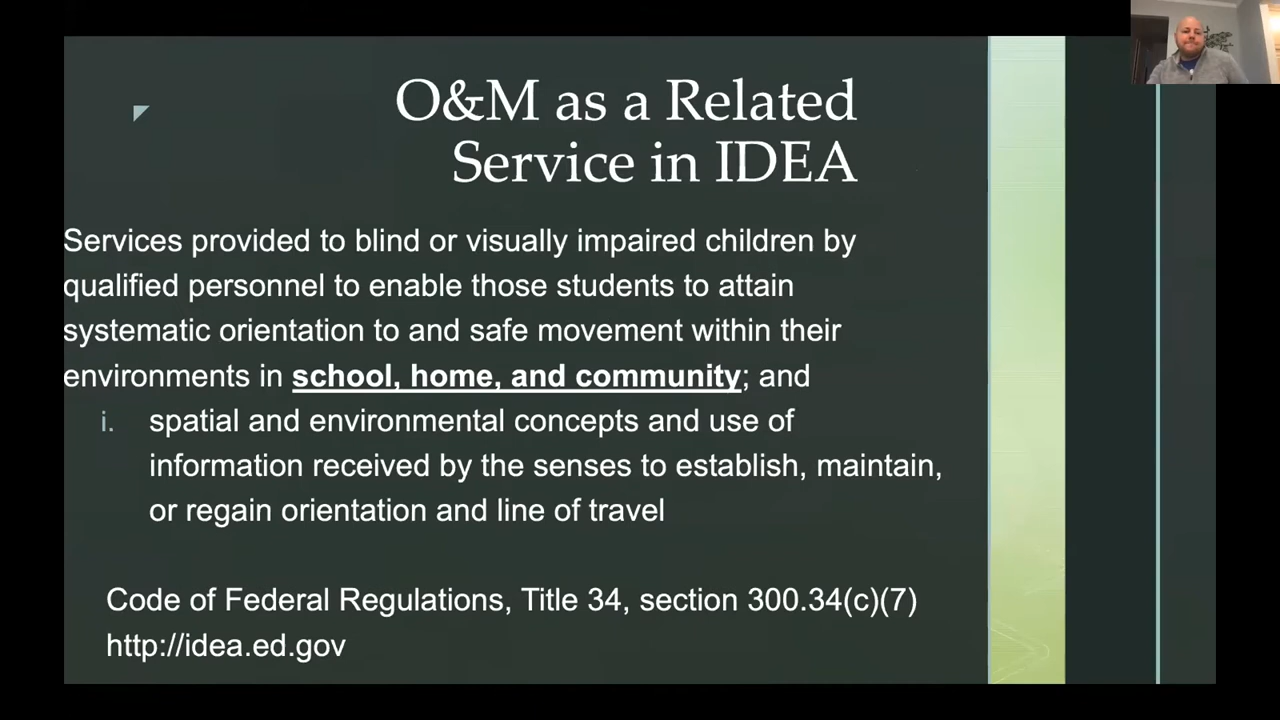 O&M as a Related
Service in IDEA
Services provided to blind or visually impaired children by
qualified personnel to enable those students to attain
systematic orientation to and safe movement within their
environments in school, home, and community; and
i. spatial and environmental concepts and use of
information received by the senses to establish, maintain,
or regain orientation and line of travel
Code of Federal Regulations, Title 34, section 300.34(c)(7)
http://idea.ed.gov